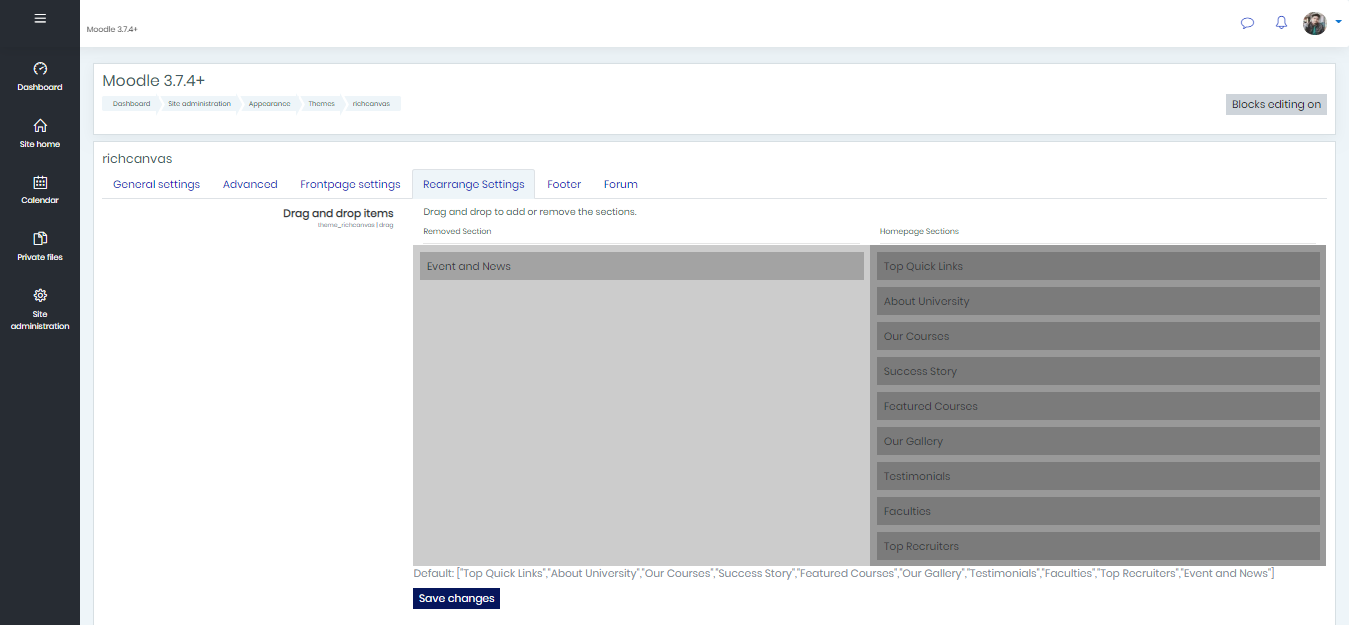 Moodle 3.7.4+
Dashboard
Site home
Calendar
Private files
Site
administration
Moodle 3.7.4+
Dashboard Site administration Appearance Themes richcanvas
Blocks editing on
richcanvas
General settings Advanced Frontpage settings Rearrange Settings Footer Forum
Drag and drop items
theme_richcanvas | drag
Drag and drop to add or remove the sections.
Removed Section
Event and News
Homepage Sections
Top Quick Links
About University
Our Courses
Success Story
Featured Courses
Our Gallery
Testimonials
Faculties
Top Recruiters
Default: ["Top Quick Links","About University","Our Courses","Success Story","Featured Courses","Our Gallery","Testimonials","Faculties","Top Recruiters","Event and News"]
Save changes